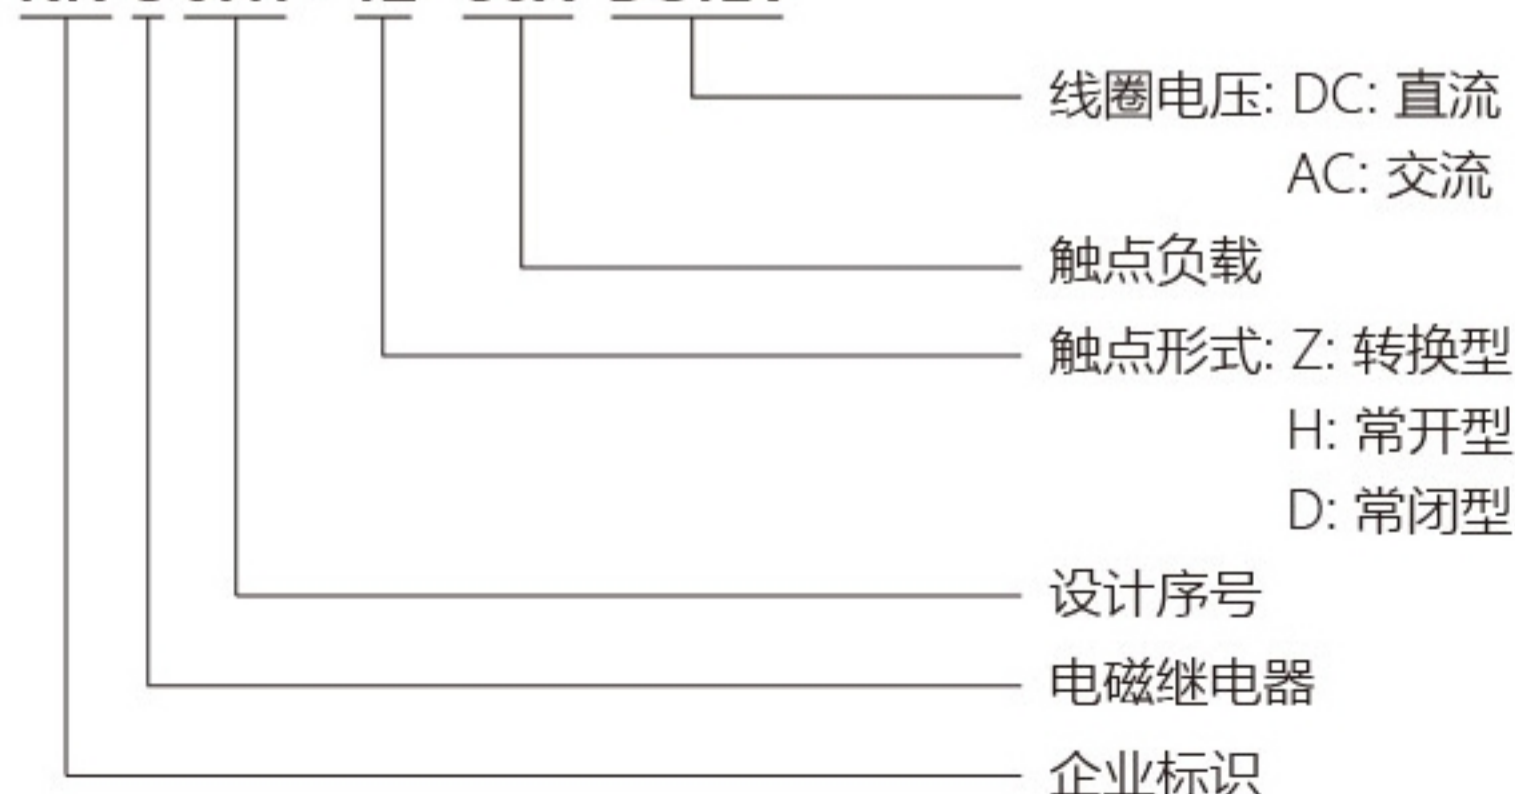 线圈电压: DC: 直流
AC: 交流
触点负载
触点形式: Z: 转换型
H: 常开型
D: 常闭型
设计序号
电磁继电器
企业标识